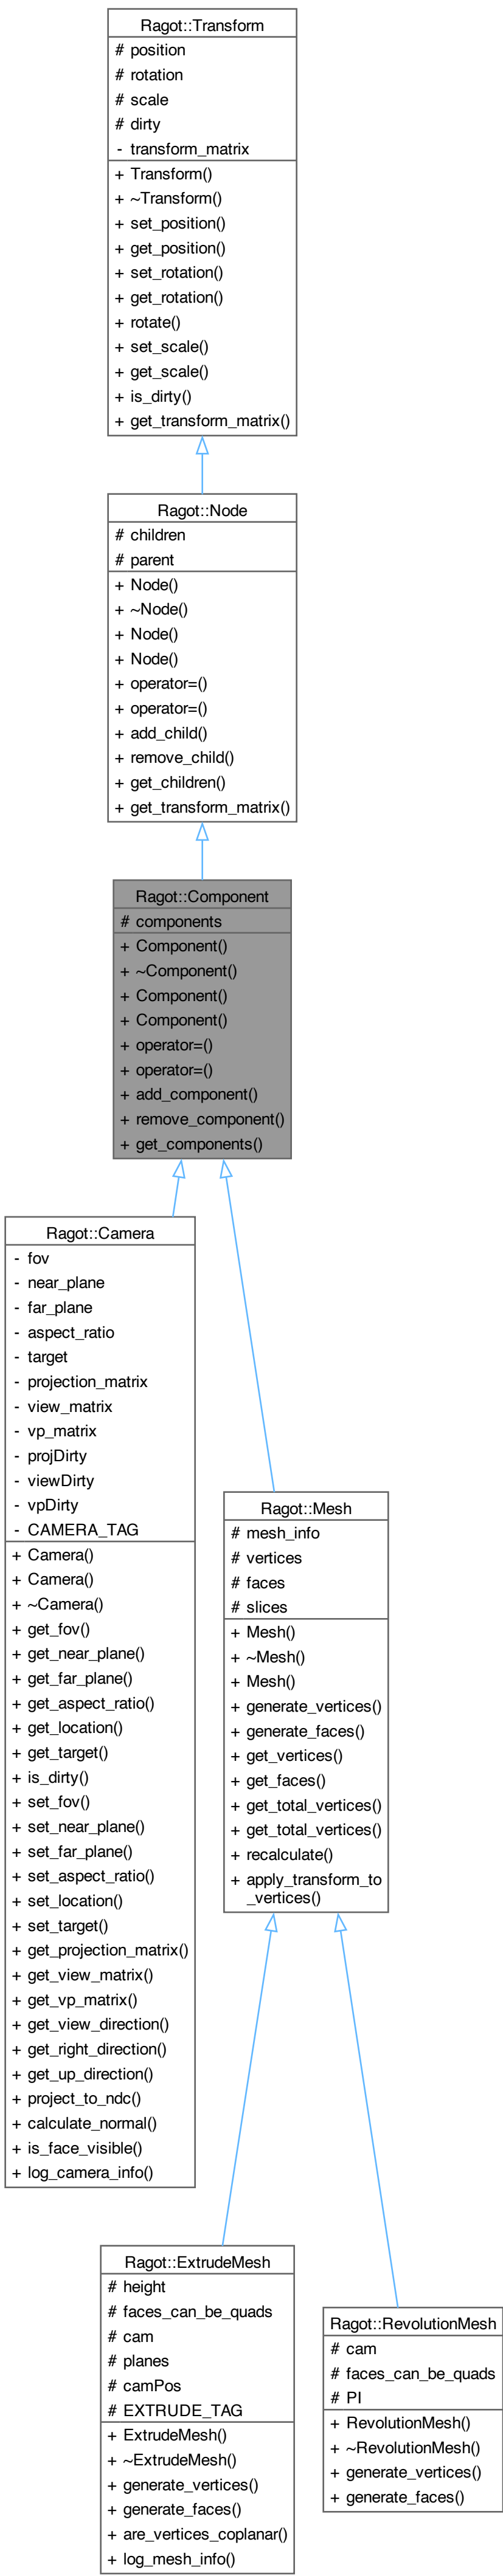 Ragot::Transform
# position
# rotation
# scale
# dirty
- transform_matrix
+ Transform()
+ ~Transform()
+ set_position()
+ get_position()
+ set_rotation()
+ get_rotation()
+ rotate()
+ set_scale()
+ get_scale()
+ is_dirty()
+ get_transform_matrix()
Ragot::Node
# children
# parent
+ Node()
+ ~Node()
+ Node()
+ Node()
+ operator=()
+ operator=()
+ add_child()
+ remove_child()
+ get_children()
+ get_transform_matrix()
Ragot::Component
# components
+ Component()
+ ~Component()
+ Component()
+ Component()
+ operator=()
+ operator=()
+ add_component()
+ remove_component()
+ get_components()
Ragot::Camera
- fov
- near_plane
- far_plane
- aspect_ratio
- target
- projection_matrix
- view_matrix
- vp_matrix
- projDirty
- viewDirty
- vpDirty
- CAMERA_TAG
+ Camera()
+ Camera()
+ ~Camera()
+ get_fov()
+ get_near_plane()
+ get_far_plane()
+ get_aspect_ratio()
+ get_location()
+ get_target()
+ is_dirty()
+ set_fov()
+ set_near_plane()
+ set_far_plane()
+ set_aspect_ratio()
+ set_location()
+ set_target()
+ get_projection_matrix()
+ get_view_matrix()
+ get_vp_matrix()
+ get_view_direction()
+ get_right_direction()
+ get_up_direction()
+ project_to_ndc()
+ calculate_normal()
+ is_face_visible()
+ log_camera_info()
Ragot::Mesh
# mesh_info
# vertices
# faces
# slices
+ Mesh()
+ ~Mesh()
+ Mesh()
+ generate_vertices()
+ generate_faces()
+ get_vertices()
+ get_faces()
+ get_total_vertices()
+ get_total_vertices()
+ recalculate()
+ apply_transform_to
_vertices()
Ragot::ExtrudeMesh
# height
# faces_can_be_quads
# cam
# planes
# camPos
# EXTRUDE_TAG
+ ExtrudeMesh()
+ ~ExtrudeMesh()
+ generate_vertices()
+ generate_faces()
+ are_vertices_coplanar()
+ log_mesh_info()
Ragot::RevolutionMesh
# cam
# faces_can_be_quads
# PI
+ RevolutionMesh()
+ ~RevolutionMesh()
+ generate_vertices()
+ generate_faces()